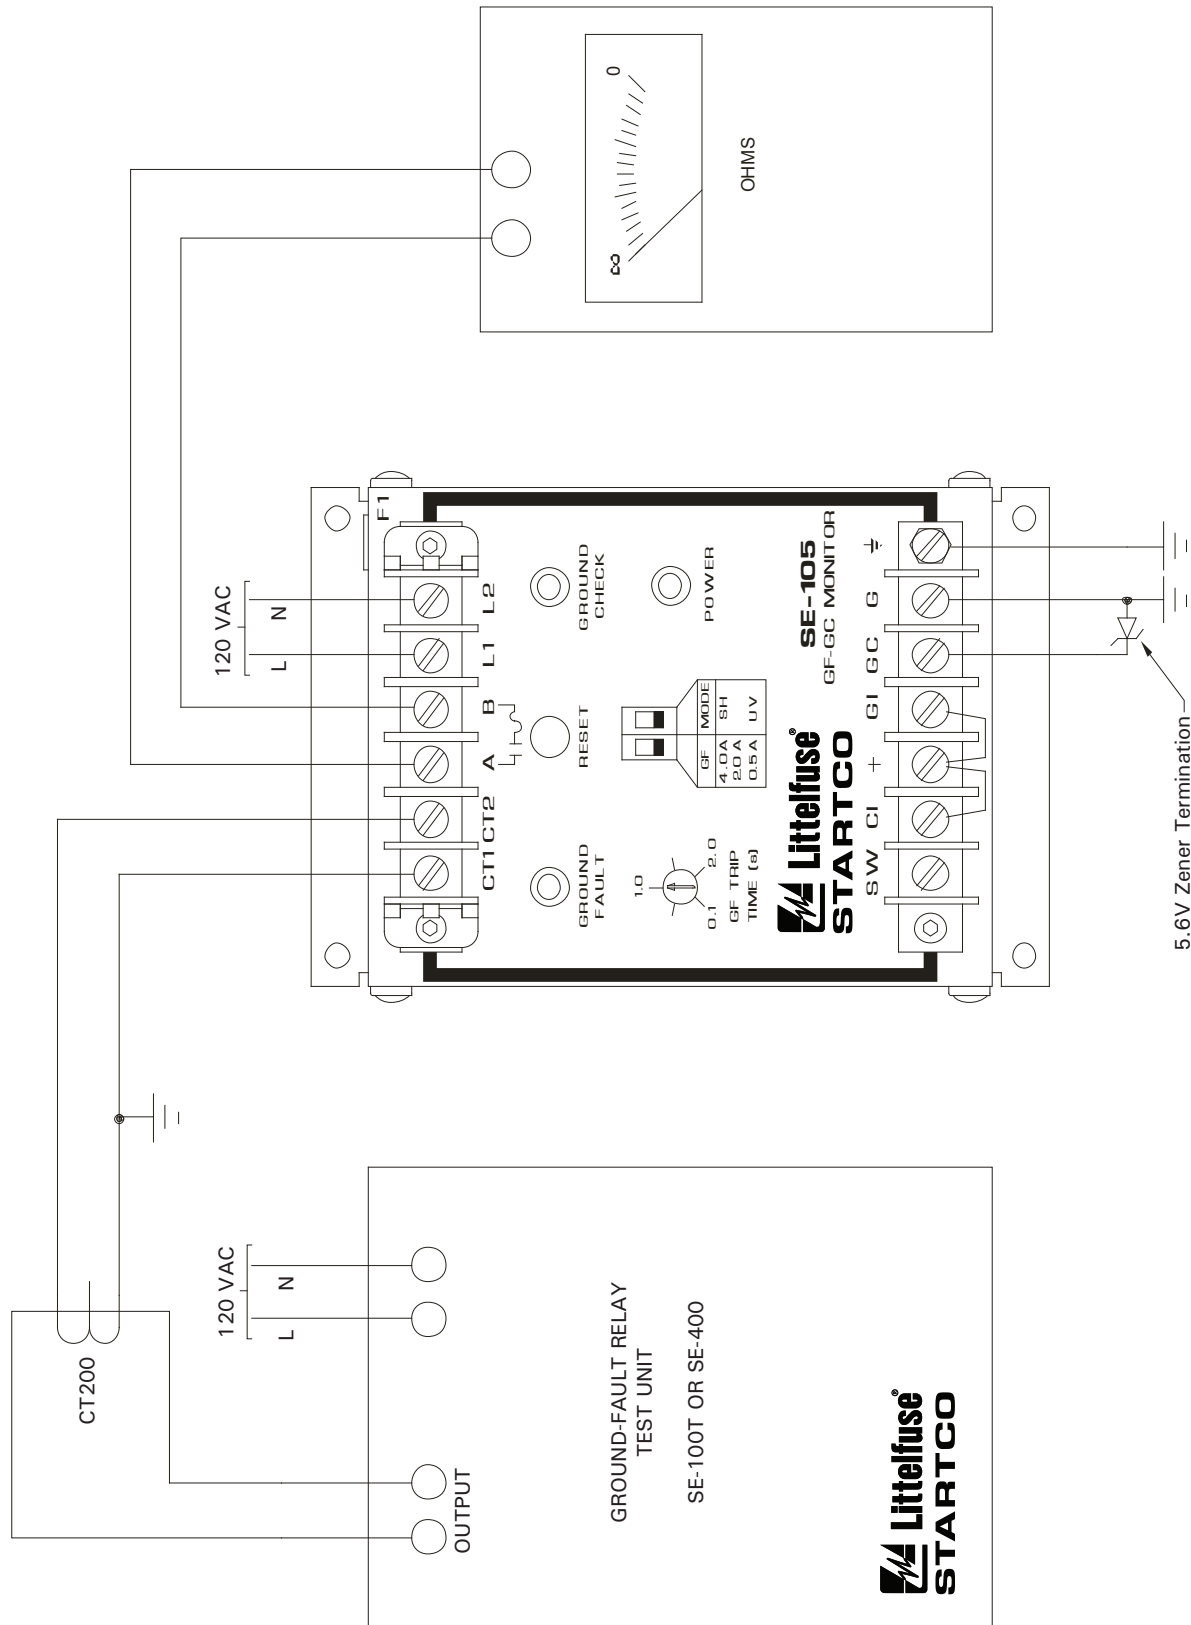 CT200
120 VAC
L N
OUTPUT
GROUND-FAULT RELAY
TEST UNIT
SE-100T OR SE-400
Littelfuse®
STARTCO
120 VAC
L N
F1
CT1 CT2 A B L1 L2
GROUND
FAULT
RESET
GROUND
CHECK
1.0
0.1 2.0
GF TRIP
TIME (s)
GF MODE
4.0A SH
2.0A
0.5A UV
POWER
Littelfuse®
STARTCO
SE-105
GF-GC MONITOR
SW CI + GI GC G
5.6V Zener Termination
∞ 0
OHMS